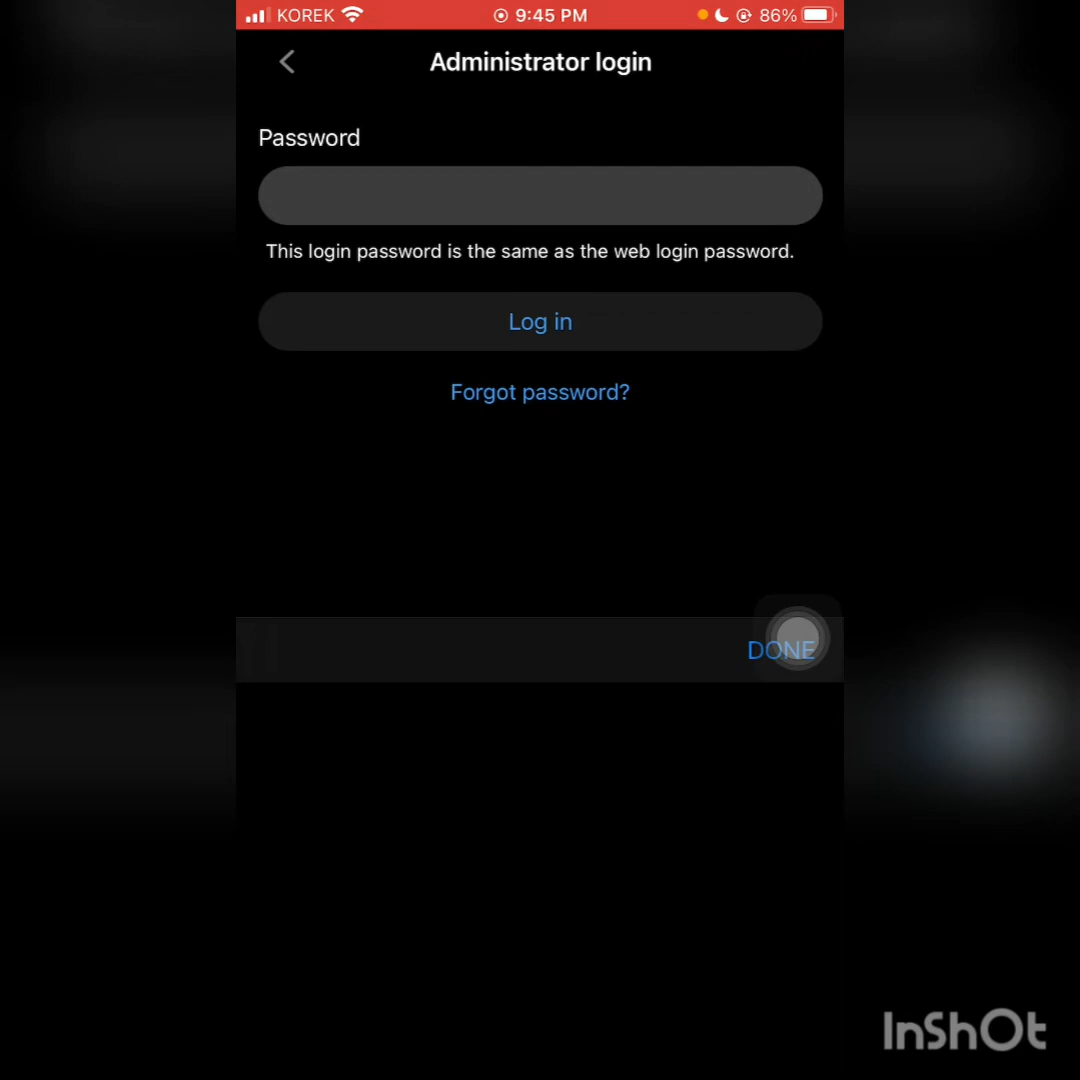 KOREK 9:45 PM 86%
Administrator login
Password
This login password is the same as the web login password.
Log in
Forgot password?
DONE
InShOt